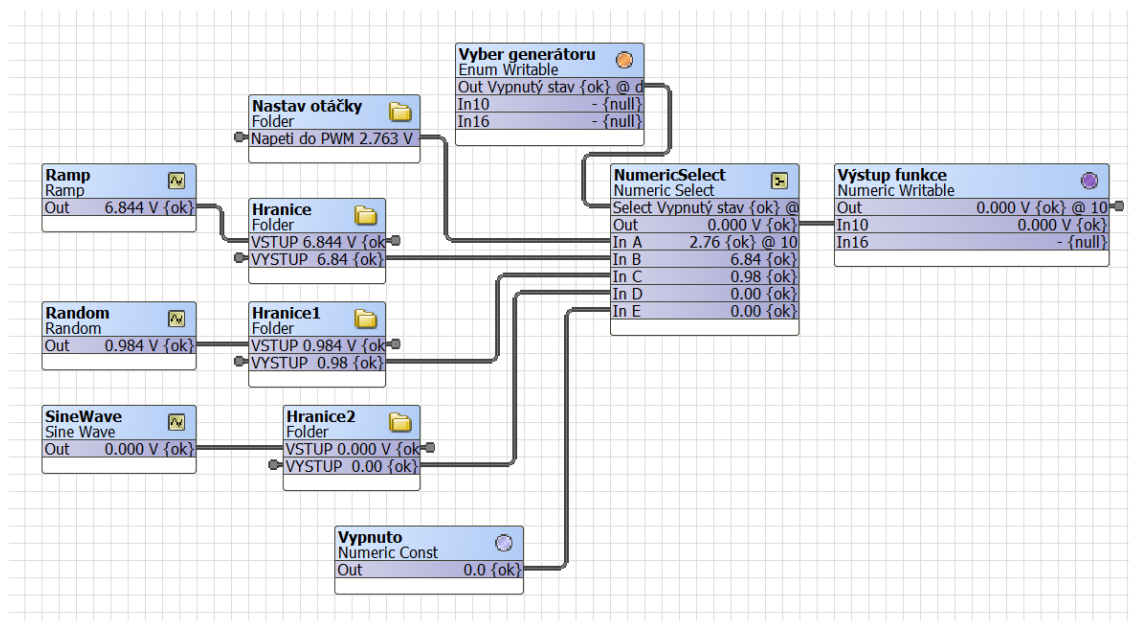 Vyber generátoru
Enum Writable
Out Vypnutý stav {ok} @ d
In10 - {null}
In16 - {null}
Nastav otáčky
Folder
Napeti do PWM 2.763 V
Ramp
Ramp
Out 6.844 V {ok}
Hranice
Folder
VSTUP 6.844 V {ok
VYSTUP 6.84 {ok}
NumericSelect
Numeric Select
Select Vypnutý stav {ok} @
Out 0.000 V {ok}
In A 2.76 {ok} @ 10
In B 6.84 {ok}
In C 0.98 {ok}
In D 0.00 {ok}
In E 0.00 {ok}
Výstup funkce
Numeric Writable
Out 0.000 V {ok} @ 10
In10 0.000 V {ok}
In16 - {null}
Random
Random
Out 0.984 V {ok}
Hranice1
Folder
VSTUP 0.984 V {ok
VYSTUP 0.98 {ok}
SineWave
Sine Wave
Out 0.000 V {ok}
Hranice2
Folder
VSTUP 0.000 V {ok
VYSTUP 0.00 {ok}
Vypnuto
Numeric Const
Out 0.0 {ok}